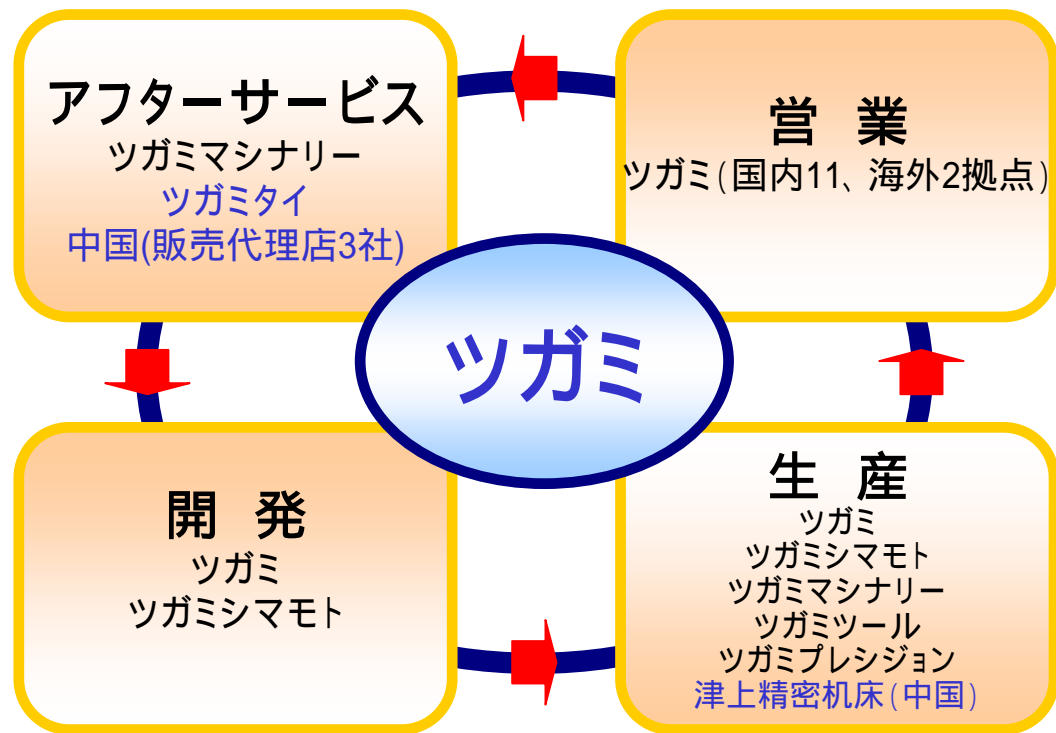 アフターサービス
ツガミマシナリー
ツガミタイ
中国(販売代理店3社)
営 業
ツガミ(国内11、海外2拠点)
ツガミ
開 発
ツガミ
ツガミシマモト
生 産
ツガミ
ツガミシマモト
ツガミマシナリー
ツガミツール
ツガミプレシジョン
津上精密机床(中国)